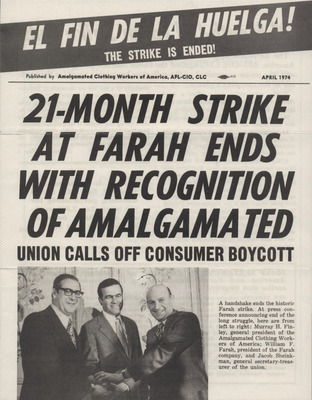 EL FIN DE LA HUELGA!
THE STRIKE IS ENDED!
Published by Amalgamated Clothing Workers of America, AFL-CIO, CLC
APRIL 1974
21-MONTH STRIKE
AT FARAH ENDS
WITH RECOGNITION
OF AMALGAMATED
UNION CALLS OFF CONSUMER BOYCOTT
A handshake ends the historic
Farah strike. At press con-
ference announcing end of the
long struggle, here are from
left to right: Murray H. Fin-
ley, general president of the
Amalgamated Clothing Work-
ers of America; William F.
Farah, president of the Farah
company, and Jacob Sheink-
man, general secretary-treas-
urer of the union.